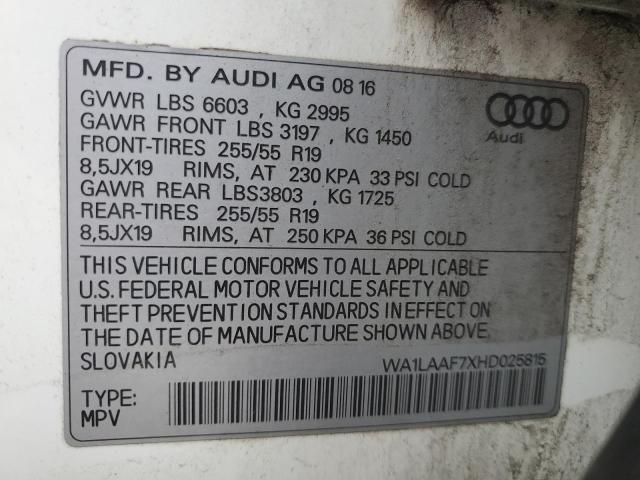 MFD. BY AUDI AG 08 16
GVWR LBS 6603 , KG 2995
GAWR FRONT LBS 3197 , KG 1450
FRONT-TIRES 255/55 R19
8,5JX19 RIMS, AT 230 KPA 33 PSI COLD
GAWR REAR LBS3803 , KG 1725
REAR-TIRES 255/55 R19
8,5JX19 RIMS, AT 250 KPA 36 PSI COLD
Audi
THIS VEHICLE CONFORMS TO ALL APPLICABLE
U.S. FEDERAL MOTOR VEHICLE SAFETY AND
THEFT PREVENTION STANDARDS IN EFFECT ON
THE DATE OF MANUFACTURE SHOWN ABOVE.
SLOVAKIA WA1LAAF7XHD025815
TYPE:
MPV